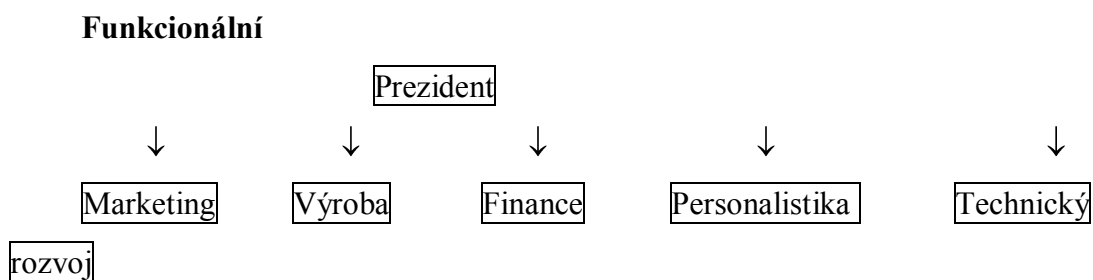 Funkcionální
Prezident
↓ ↓ ↓ ↓ ↓
Marketing Výroba Finance Personalistika Technický
rozvoj